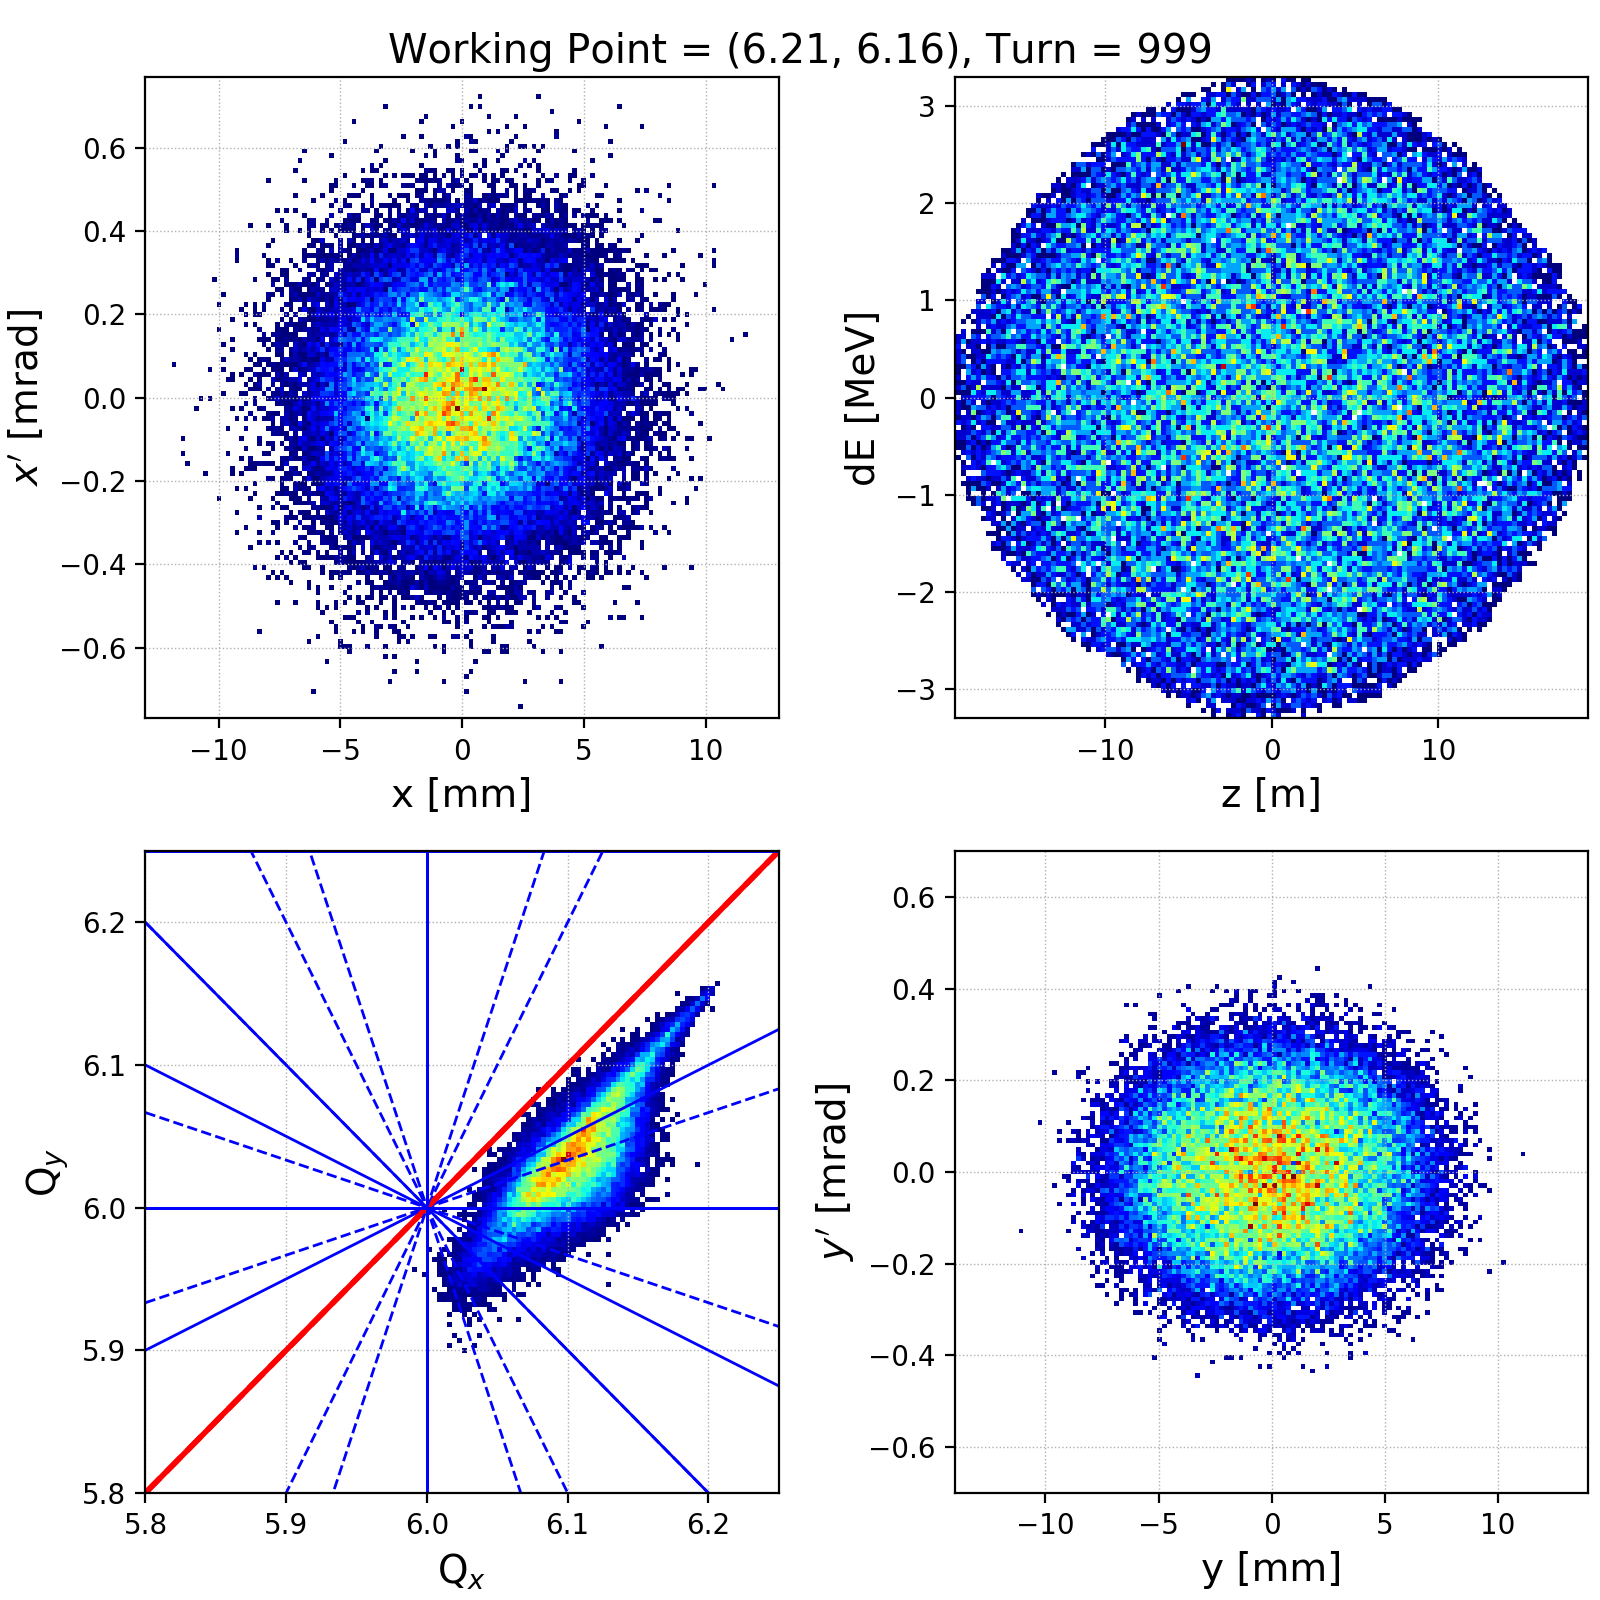 Working Point = (6.21, 6.16), Turn = 999
0.6
0.4
0.2
0.0
−0.2
−0.4
−0.6
x′ [mrad]
−10 −5 0 5 10
x [mm]
3
2
1
0
−1
−2
−3
dE [MeV]
−10 0 10
z [m]
6.2
6.1
6.0
5.9
5.8
Qy
5.8 5.9 6.0 6.1 6.2
Qx
0.6
0.4
0.2
0.0
−0.2
−0.4
−0.6
y′ [mrad]
−10 −5 0 5 10
y [mm]